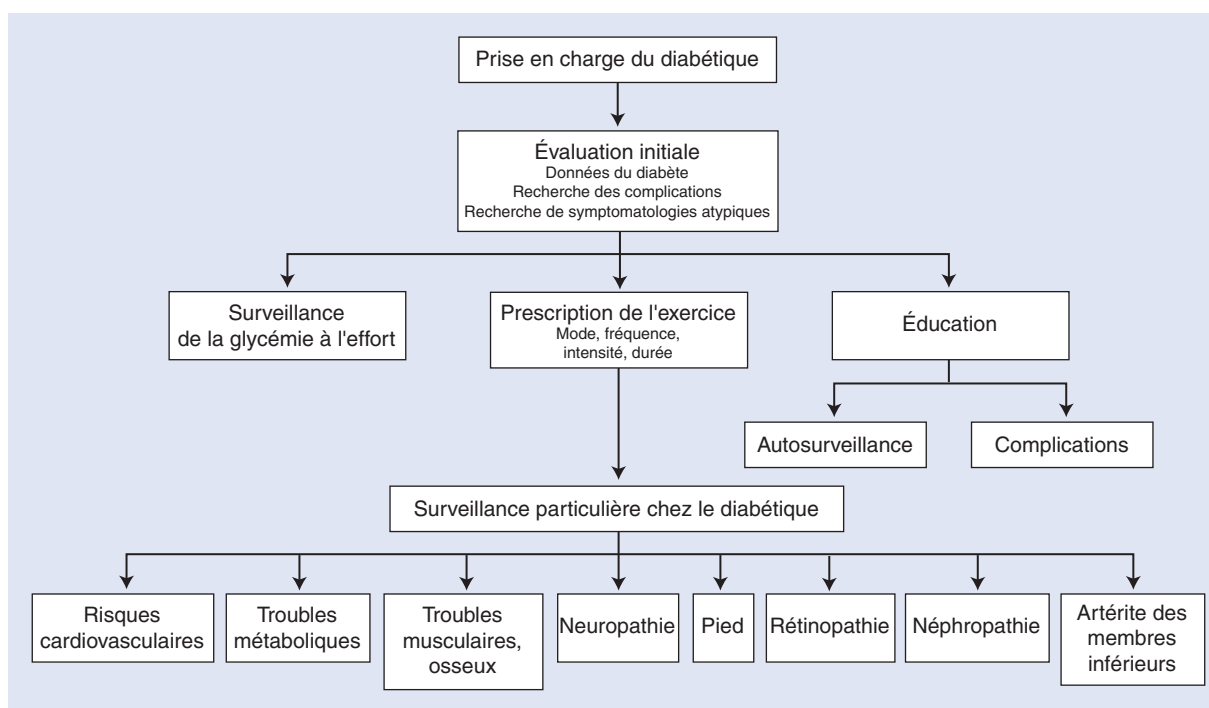 Prise en charge du diabétique
Évaluation initiale
Données du diabète
Recherche des complications
Recherche de symptomatologies atypiques
Surveillance
de la glycémie à l'effort
Prescription de l'exercice
Mode, fréquence,
intensité, durée
Éducation
Autosurveillance
Complications
Surveillance particulière chez le diabétique
Risques
cardiovasculaires
Troubles
métaboliques
Troubles
musculaires,
osseux
Neuropathie
Pied
Rétinopathie
Néphropathie
Artérite des
membres
inférieurs